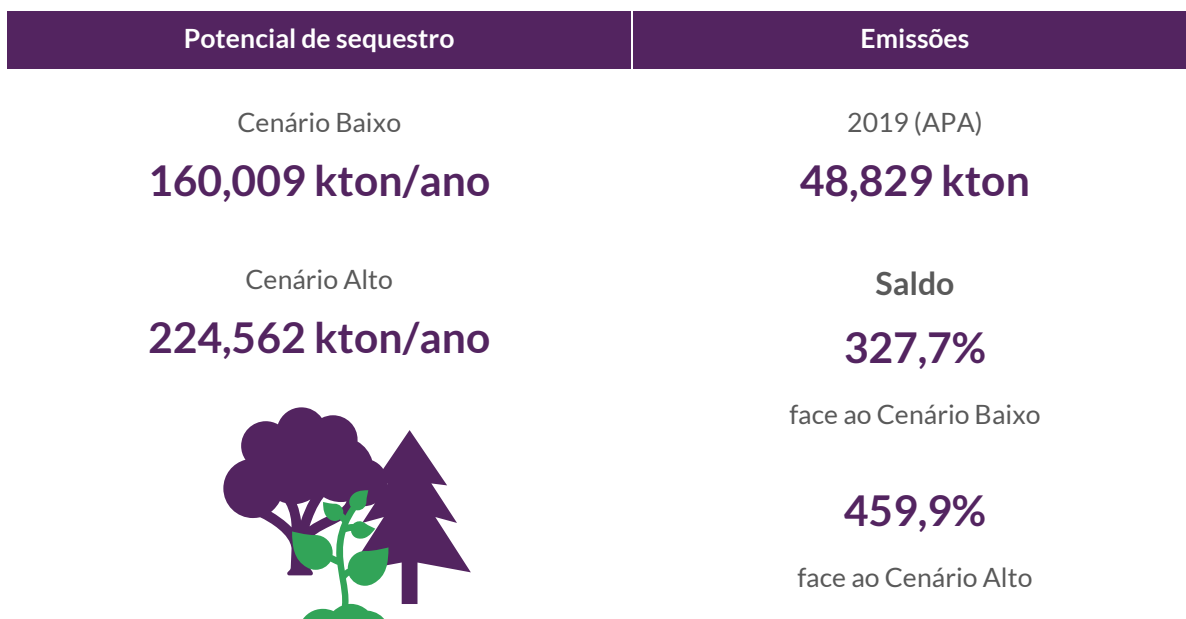 Potencial de sequestro
Emissões
Cenário Baixo
160,009 kton/ano
Cenário Alto
224,562 kton/ano
2019 (APA)
48,829 kton
Saldo
327,7%
face ao Cenário Baixo
459,9%
face ao Cenário Alto